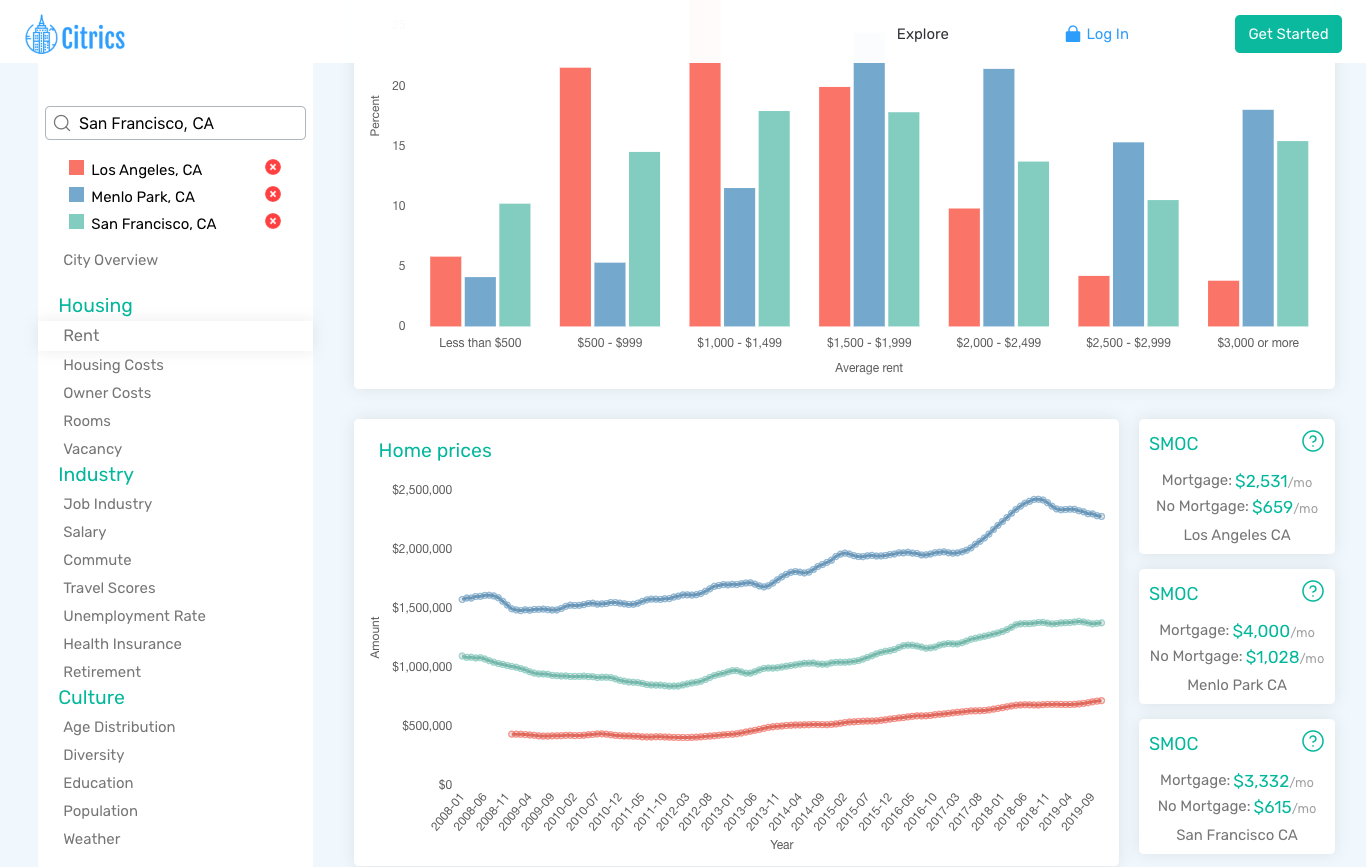 Citrics
Explore
Log In
Get Started
San Francisco, CA
Los Angeles, CA
Menlo Park, CA
San Francisco, CA
City Overview
Housing
Rent
Housing Costs
Owner Costs
Rooms
Vacancy
Industry
Job Industry
Salary
Commute
Travel Scores
Unemployment Rate
Health Insurance
Retirement
Culture
Age Distribution
Diversity
Education
Population
Weather
Percent
20
15
10
5
0
Less than $500
$500 - $999
$1,000 - $1,499
$1,500 - $1,999
$2,000 - $2,499
$2,500 - $2,999
$3,000 or more
Average rent
Home prices
Amount
$2,500,000
$2,000,000
$1,500,000
$1,000,000
$500,000
$0
2008-01
2008-06
2008-11
2009-04
2009-09
2010-02
2010-07
2010-12
2011-05
2011-10
2012-03
2012-08
2013-01
2013-06
2013-11
2014-04
2014-09
2015-02
2015-07
2015-12
2016-05
2016-10
2017-03
2017-08
2018-01
2018-06
2018-11
2019-04
2019-09
Year
SMOC
?
Mortgage: $2,531/mo
No Mortgage: $659/mo
Los Angeles CA
SMOC
?
Mortgage: $4,000/mo
No Mortgage: $1,028/mo
Menlo Park CA
SMOC
?
Mortgage: $3,332/mo
No Mortgage: $615/mo
San Francisco CA